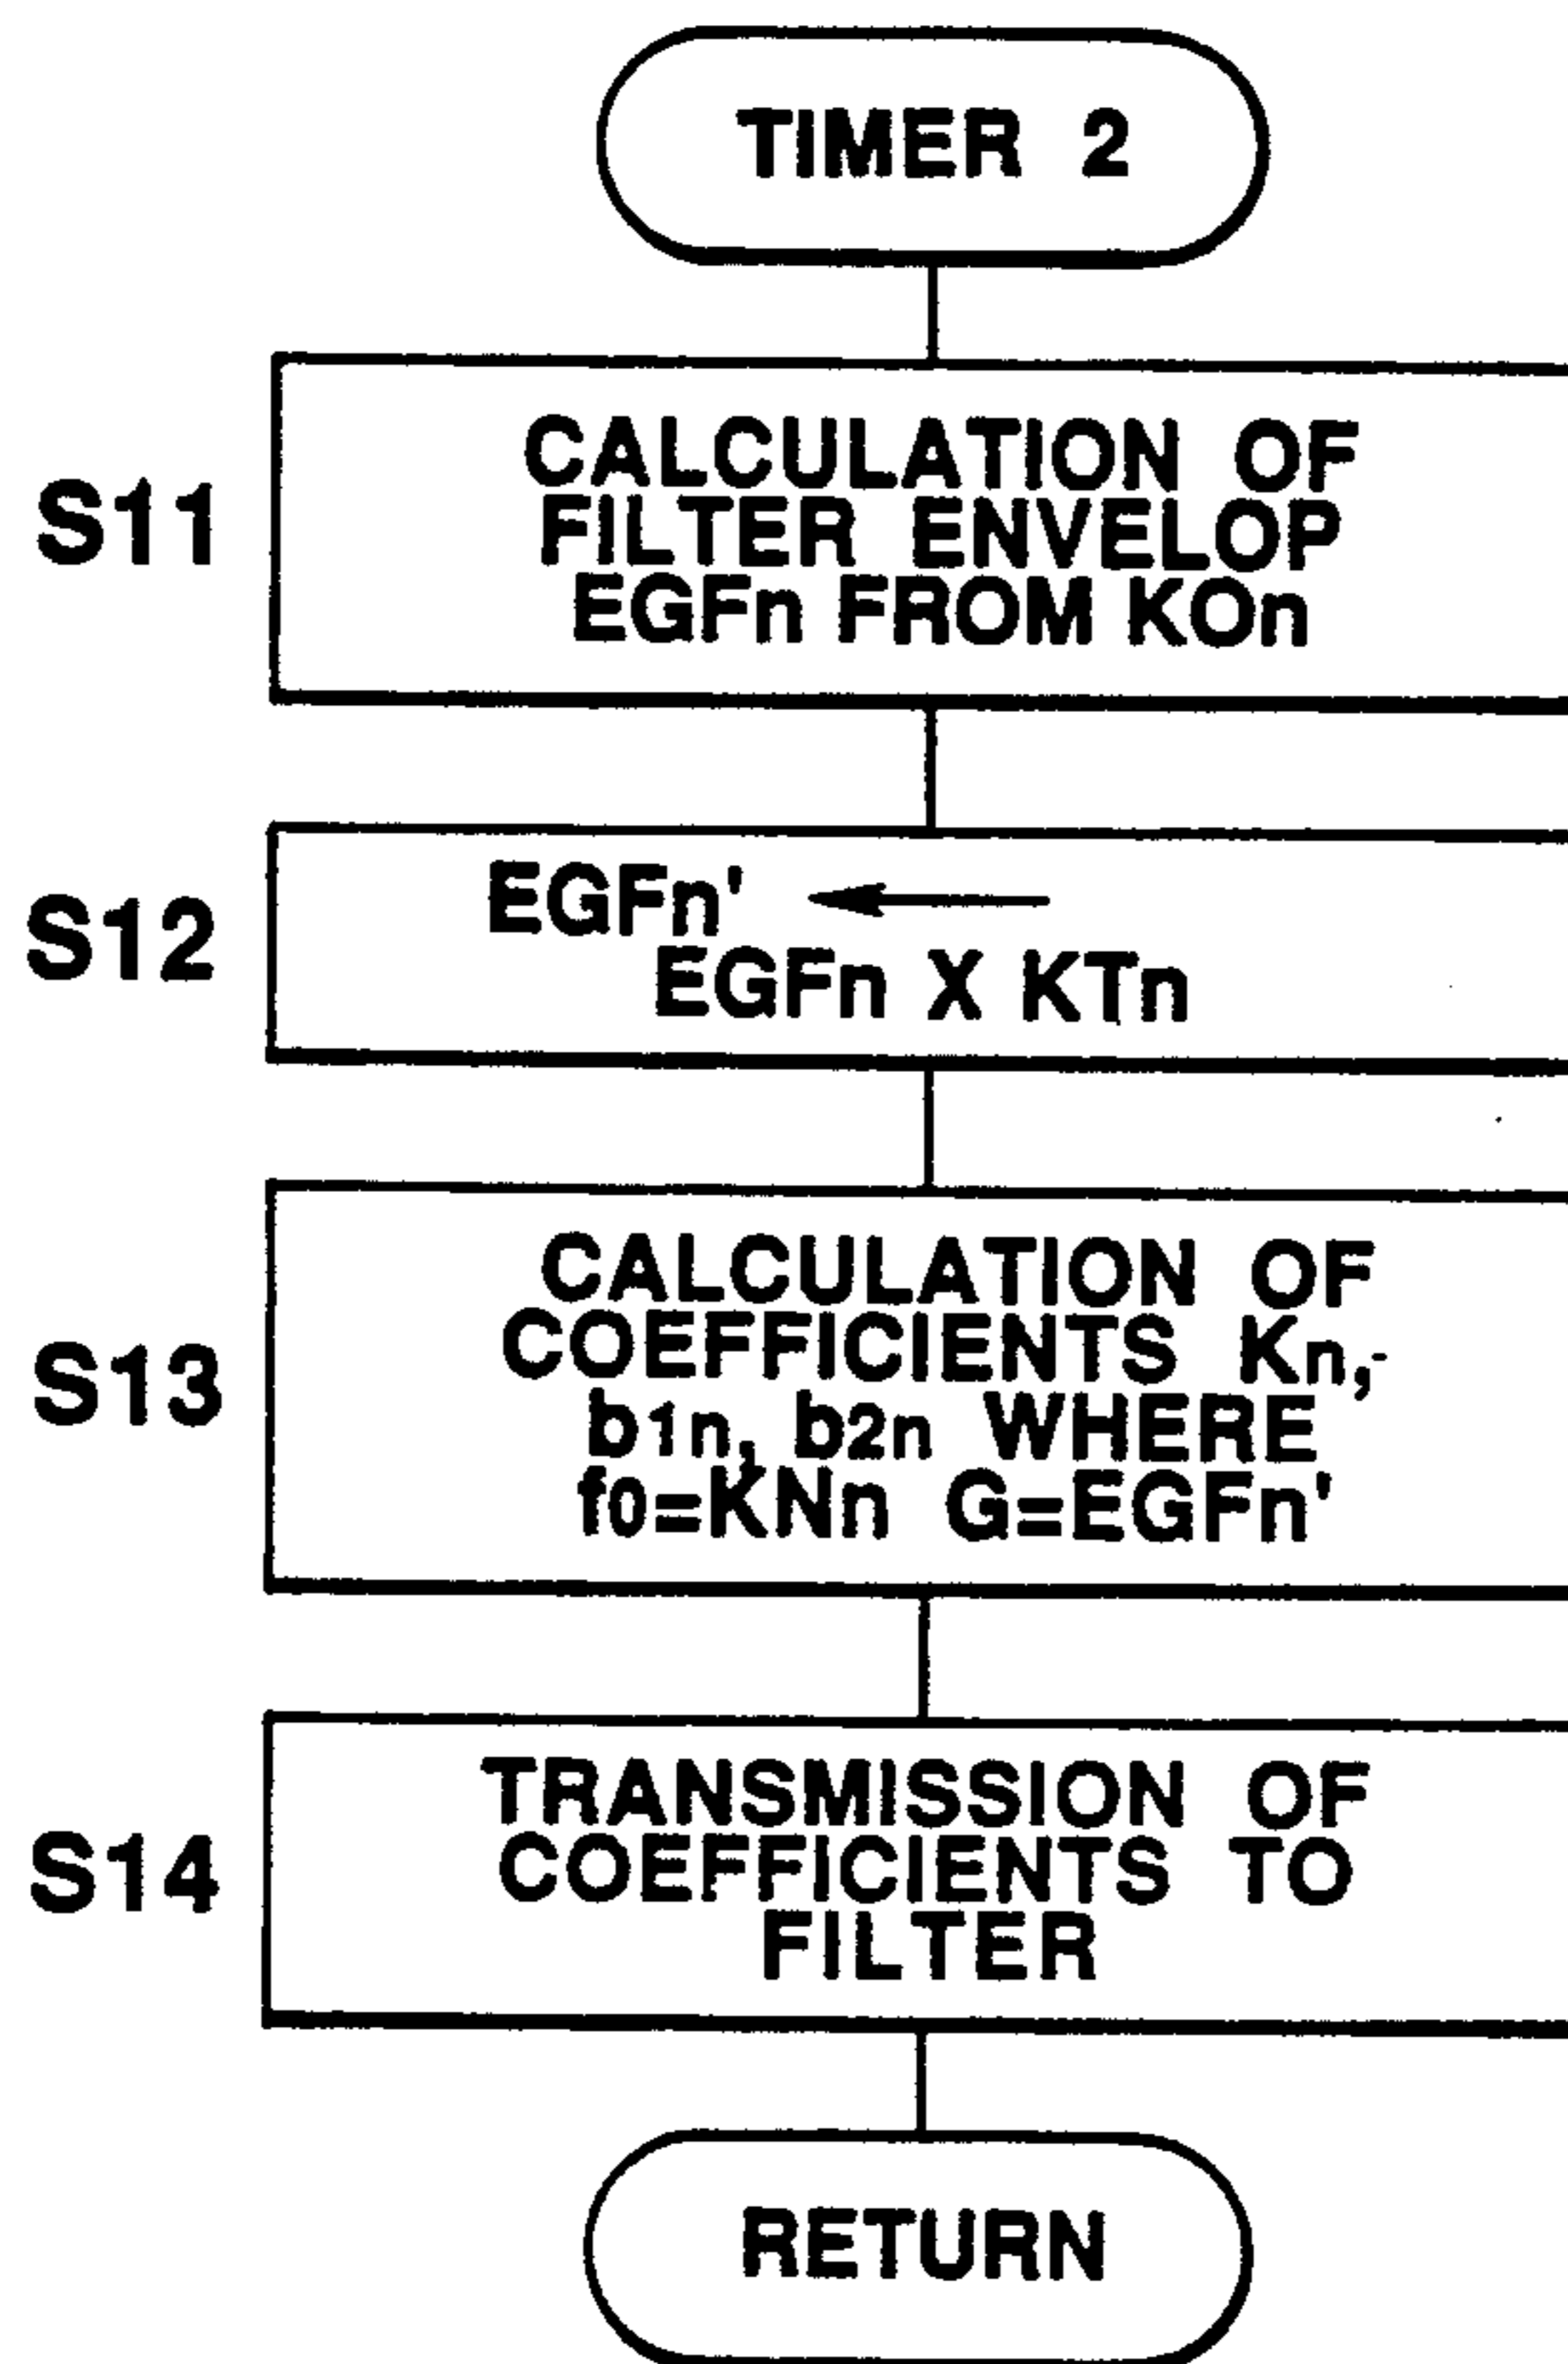 TIMER 2
S11
CALCULATION OF
FILTER ENVELOP
EGFn FROM KOn
S12
EGFn' ←
EGFn X KTn
S13
CALCULATION OF
COEFFICIENTS Kn,
b1n, b2n WHERE
f0=KNn G=EGFn'
S14
TRANSMISSION OF
COEFFICIENTS TO
FILTER
RETURN